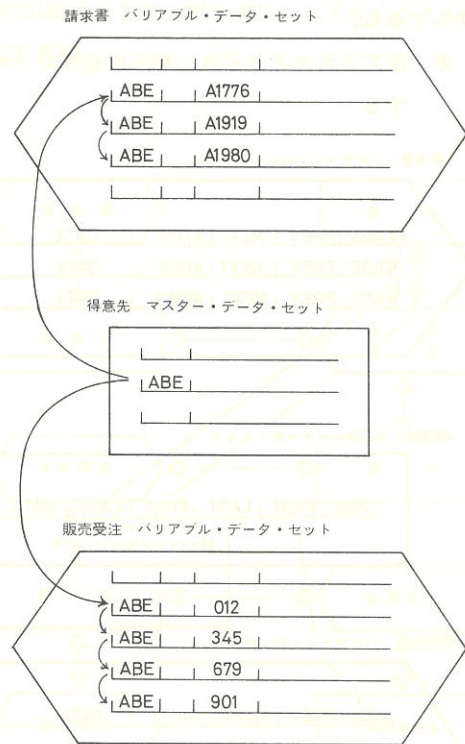 請求書 バリアブル・データ・セット
ABE A1776
ABE A1919
ABE A1980
得意先 マスター・データ・セット
ABE
販売受注 バリアブル・データ・セット
ABE 012
ABE 345
ABE 679
ABE 901